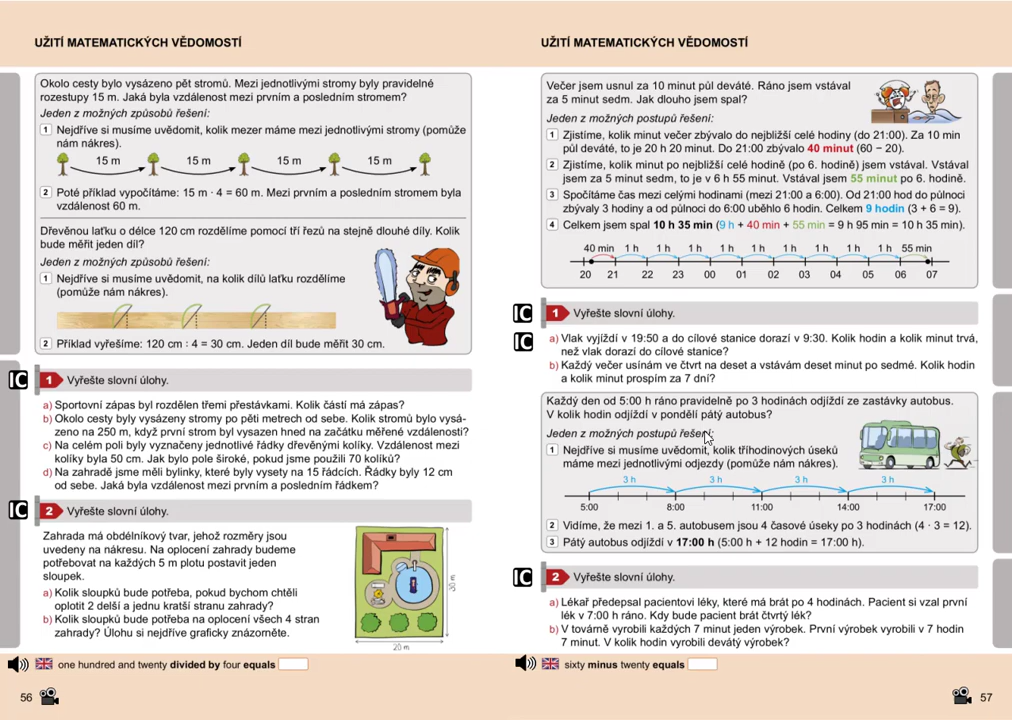 UŽITÍ MATEMATICKÝCH VĚDOMOSTÍ
Okolo cesty bylo vysázeno pět stromů. Mezi jednotlivými stromy byly pravidelné
rozestupy 15 m. Jaká byla vzdálenost mezi prvním a posledním stromem?
Jeden z možných způsobů řešení:
1 Nejdříve si musíme uvědomit, kolik mezer máme mezi jednotlivými stromy (pomůže
nám nákres).
15 m 15 m 15 m 15 m
2 Poté příklad vypočítáme: 15 m · 4 = 60 m. Mezi prvním a posledním stromem byla
vzdálenost 60 m.
Dřevěnou laťku o délce 120 cm rozdělíme pomocí tří řezů na stejně dlouhé díly. Kolik
bude měřit jeden díl?
Jeden z možných způsobů řešení:
1 Nejdříve si musíme uvědomit, na kolik dílů laťku rozdělíme
(pomůže nám nákres).
2 Příklad vyřešíme: 120 cm : 4 = 30 cm. Jeden díl bude měřit 30 cm.
IC 1 Vyřešte slovní úlohy.
a) Sportovní zápas byl rozdělen třemi přestávkami. Kolik částí má zápas?
b) Okolo cesty byly vysázeny stromy po pěti metrech od sebe. Kolik stromů bylo vysá-
zeno na 250 m, když první strom byl vysazen hned na začátku měřené vzdálenosti?
c) Na celém poli byly vyznačeny jednotlivé řádky dřevěnými kolíky. Vzdálenost mezi
kolíky byla 50 cm. Jak bylo pole široké, pokud jsme použili 70 kolíků?
d) Na zahradě jsme měli bylinky, které byly vysety na 15 řádcích. Řádky byly 12 cm
od sebe. Jaká byla vzdálenost mezi prvním a posledním řádkem?
IC 2 Vyřešte slovní úlohy.
Zahrada má obdélníkový tvar, jehož rozměry jsou
uvedeny na nákresu. Na oplocení zahrady budeme
potřebovat na každých 5 m plotu postavit jeden
sloupek.
a) Kolik sloupků bude potřeba, pokud bychom chtěli
oplotit 2 delší a jednu kratší stranu zahrady?
b) Kolik sloupků bude potřeba na oplocení všech 4 stran
zahrady? Úlohu si nejdříve graficky znázorněte.
30 m
20 m
one hundred and twenty divided by four equals
56
UŽITÍ MATEMATICKÝCH VĚDOMOSTÍ
Večer jsem usnul za 10 minut půl deváté. Ráno jsem vstával
za 5 minut sedm. Jak dlouho jsem spal?
Jeden z možných postupů řešení:
1 Zjistíme, kolik minut večer zbývalo do nejbližší celé hodiny (do 21:00). Za 10 min
půl deváté, to je 20 h 20 minut. Do 21:00 zbývalo 40 minut (60 − 20).
2 Zjistíme, kolik minut po nejbližší celé hodině (po 6. hodině) jsem vstával. Vstával
jsem za 5 minut sedm, to je v 6 h 55 minut. Vstával jsem 55 minut po 6. hodině.
3 Spočítáme čas mezi celými hodinami (mezi 21:00 a 6:00). Od 21:00 hod do půlnoci
zbývaly 3 hodiny a od půlnoci do 6:00 uběhlo 6 hodin. Celkem 9 hodin (3 + 6 = 9).
4 Celkem jsem spal 10 h 35 min (9 h + 40 min + 55 min = 9 h 95 min = 10 h 35 min).
40 min 1 h 1 h 1 h 1 h 1 h 1 h 1 h 1 h 1 h 55 min
20 21 22 23 00 01 02 03 04 05 06 07
IC 1 Vyřešte slovní úlohy.
IC a) Vlak vyjíždí v 19:50 a do cílové stanice dorazí v 9:30. Kolik hodin a kolik minut trvá,
než vlak dorazí do cílové stanice?
b) Každý večer usínám ve čtvrt na deset a vstávám deset minut po sedmé. Kolik hodin
a kolik minut prospím za 7 dní?
Každý den od 5:00 h ráno pravidelně po 3 hodinách odjíždí ze zastávky autobus.
V kolik hodin odjíždí v pondělí pátý autobus?
Jeden z možných postupů řešení:
1 Nejdříve si musíme uvědomit, kolik tříhodinových úseků
máme mezi jednotlivými odjezdy (pomůže nám nákres).
3 h 3 h 3 h 3 h
5:00 8:00 11:00 14:00 17:00
2 Vidíme, že mezi 1. a 5. autobusem jsou 4 časové úseky po 3 hodinách (4 · 3 = 12).
3 Pátý autobus odjíždí v 17:00 h (5:00 h + 12 hodin = 17:00 h).
IC 2 Vyřešte slovní úlohy.
a) Lékař předepsal pacientovi léky, které má brát po 4 hodinách. Pacient si vzal první
lék v 7:00 h ráno. Kdy bude pacient brát čtvrtý lék?
b) V továrně vyrobili každých 7 minut jeden výrobek. První výrobek vyrobili v 7 hodin
7 minut. V kolik hodin vyrobili devátý výrobek?
sixty minus twenty equals
57